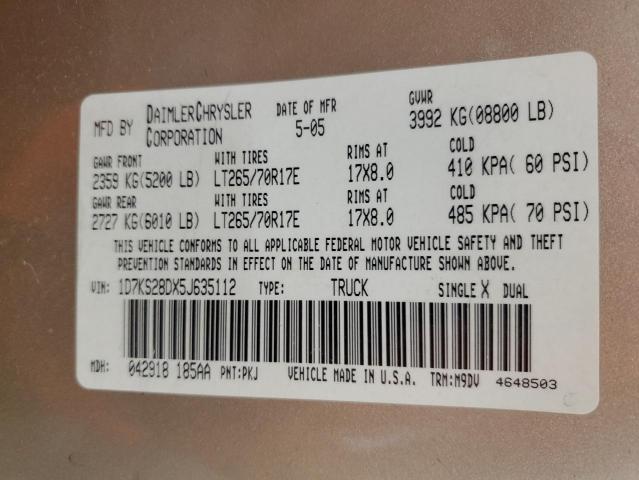 MFD BY DAIMLERCHRYSLER CORPORATION DATE OF MFR 5-05 GVWR 3992 KG(08800 LB)
GAWR FRONT WITH TIRES RIMS AT COLD
2359 KG(5200 LB) LT265/70R17E 17X8.0 410 KPA( 60 PSI)
GAWR REAR WITH TIRES RIMS AT COLD
2727 KG(6010 LB) LT265/70R17E 17X8.0 485 KPA( 70 PSI)
THIS VEHICLE CONFORMS TO ALL APPLICABLE FEDERAL MOTOR VEHICLE SAFETY AND THEFT
PREVENTION STANDARDS IN EFFECT ON THE DATE OF MANUFACTURE SHOWN ABOVE.
VIN: 1D7KS28DX5J635112 TYPE: TRUCK SINGLE X DUAL
MDH: 042918 185AA PNT:PKJ VEHICLE MADE IN U.S.A. TRM:M9DV 4648503